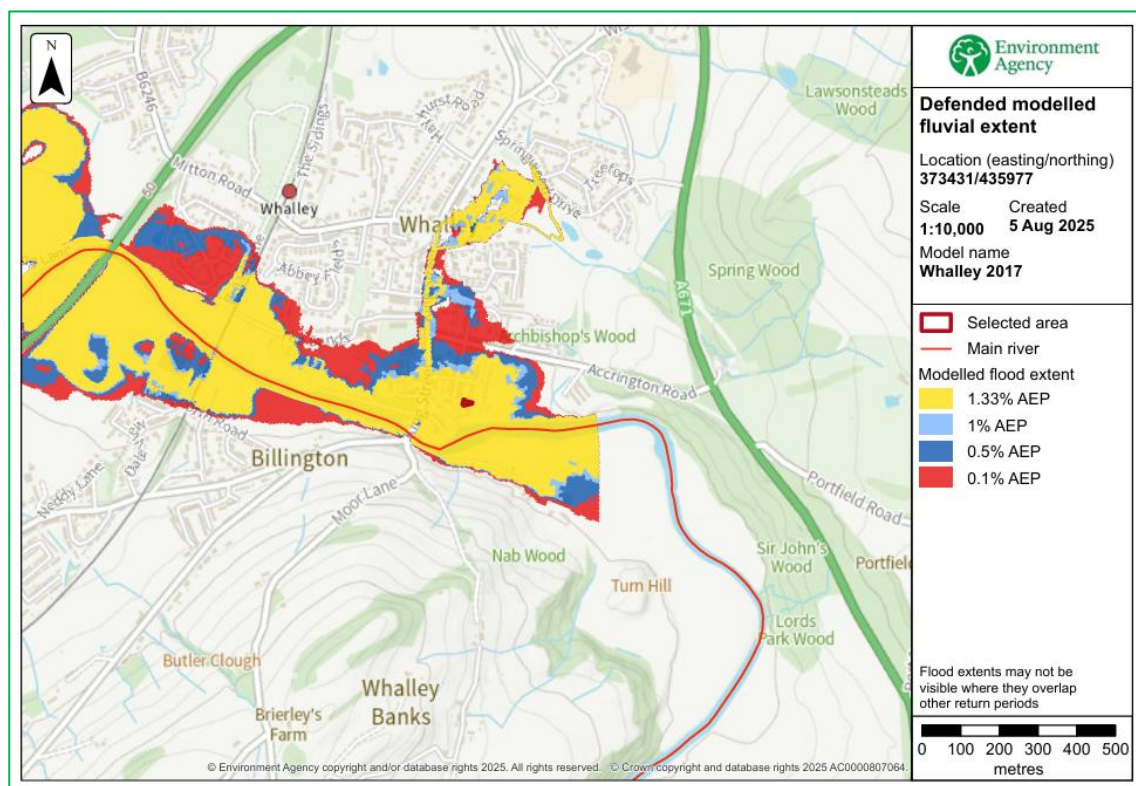 N
B6246
Hurst Road
Hay
The Sidings
Mitton Road
Whalley
Springwood Drive
Treetops
Lawsonsteads
Wood
Abbey Fields
A671
Spring Wood
Archbishop's Wood
Accrington Road
Billington
Neddy Lane
Dale
Moor Lane
Portfield Road
Nab Wood
Sir John's
Wood
Portfield
Turn Hill
Lords
Park Wood
Butler Clough
Whalley
Banks
Brierley's
Farm
© Environment Agency copyright and/or database rights 2025. All rights reserved. © Crown copyright and database rights 2025 AC0000807064.
Environment
Agency
Defended modelled
fluvial extent
Location (easting/northing)
373431/435977
Scale Created
1:10,000 5 Aug 2025
Model name
Whalley 2017
Selected area
Main river
Modelled flood extent
1.33% AEP
1% AEP
0.5% AEP
0.1% AEP
Flood extents may not be
visible where they overlap
other return periods
0 100 200 300 400 500
metres